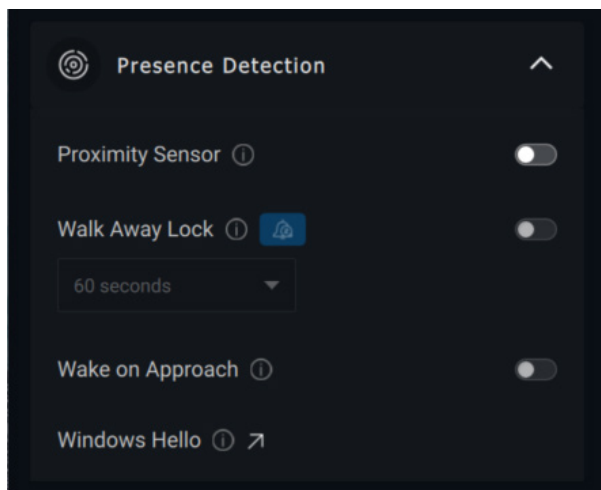 Presence Detection
Proximity Sensor
Walk Away Lock
60 seconds
Wake on Approach
Windows Hello